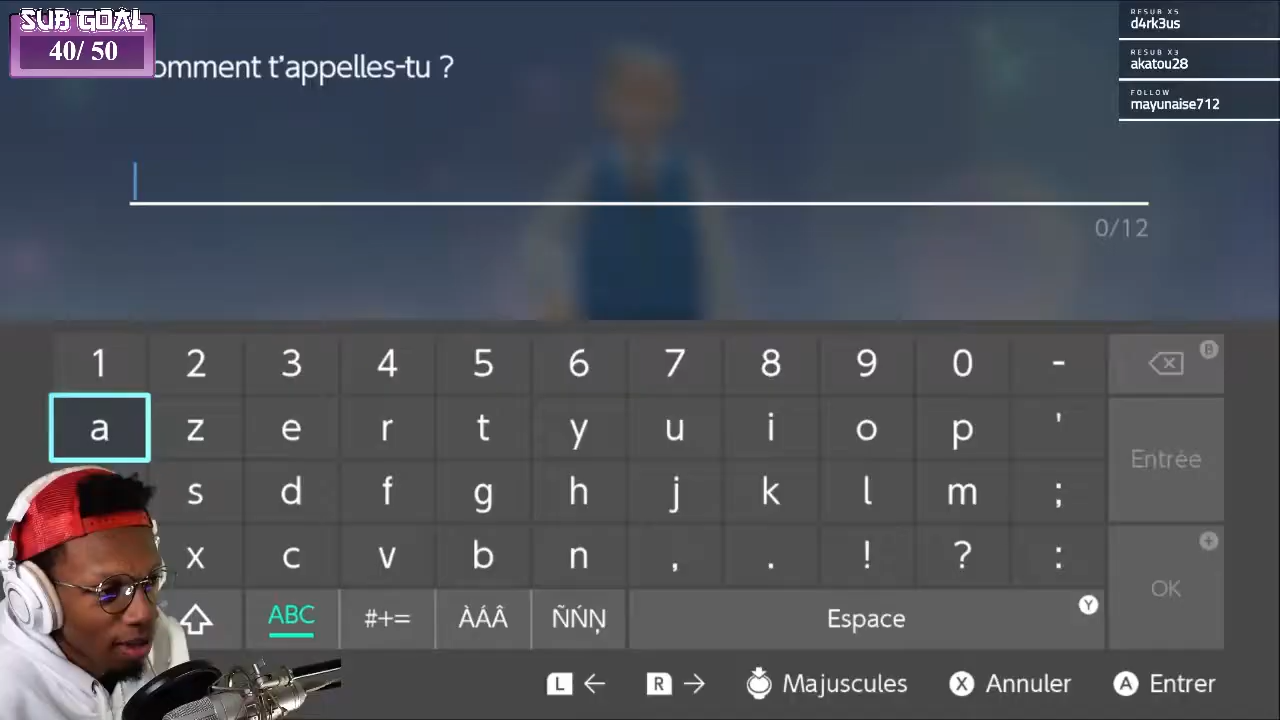 SUB GOAL
40/ 50
omment t'appelles-tu ?
RESUB X5
d4rk3us
RESUB X3
akatou28
FOLLOW
mayunaise712
0/12
1 2 3 4 5 6 7 8 9 0 - B
a z e r t y u i o p '
Entrée
s d f g h j k l m ;
x c v b n , . ! ? : +
OK
ABC #+= ÀÁÂ ÑŃŅ Espace Y
L ← R → Majuscules X Annuler A Entrer